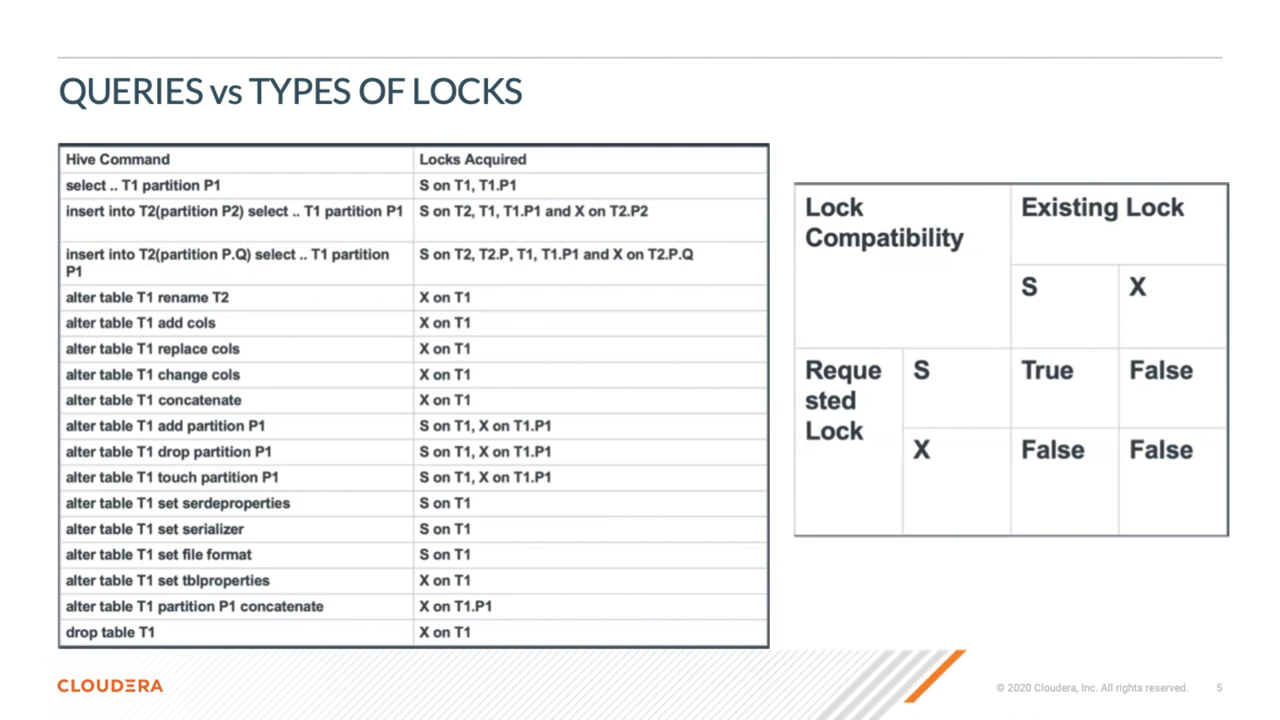 QUERIES vs TYPES OF LOCKS
Hive Command Locks Acquired
select .. T1 partition P1 S on T1, T1.P1
insert into T2(partition P2) select .. T1 partition P1 S on T2, T1, T1.P1 and X on T2.P2
insert into T2(partition P.Q) select .. T1 partition S on T2, T2.P, T1, T1.P1 and X on T2.P.Q
P1
alter table T1 rename T2 X on T1
alter table T1 add cols X on T1
alter table T1 replace cols X on T1
alter table T1 change cols X on T1
alter table T1 concatenate X on T1
alter table T1 add partition P1 S on T1, X on T1.P1
alter table T1 drop partition P1 S on T1, X on T1.P1
alter table T1 touch partition P1 S on T1, X on T1.P1
alter table T1 set serdeproperties S on T1
alter table T1 set serializer S on T1
alter table T1 set file format S on T1
alter table T1 set tblproperties X on T1
alter table T1 partition P1 concatenate X on T1.P1
drop table T1 X on T1
Lock Existing Lock
Compatibility
S X
Reque S True False
sted
Lock
X False False
CLOUDERA
© 2020 Cloudera, Inc. All rights reserved. 5